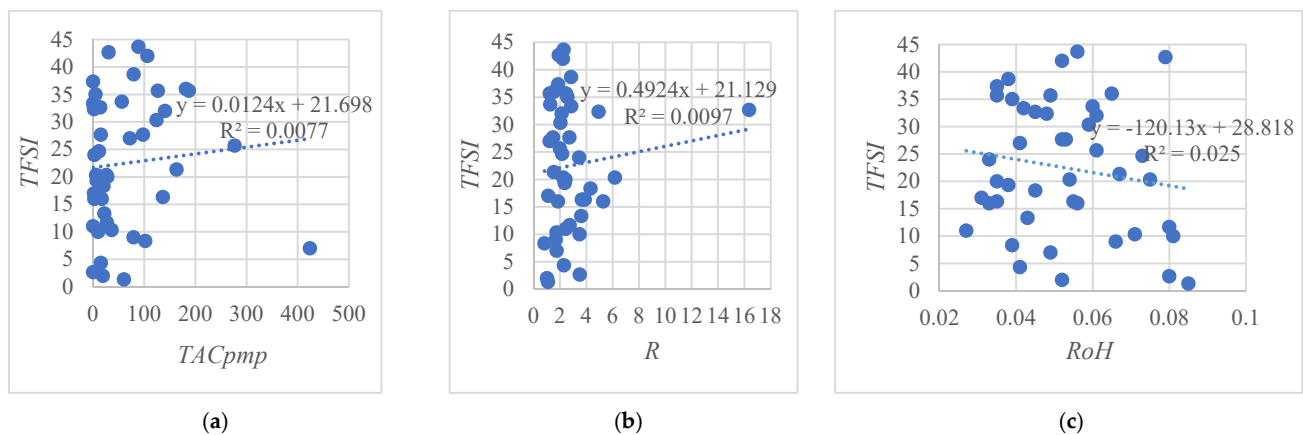 TFSI
45
40
35
30
25
20
15
10
5
0
y = 0.0124x + 21.698
R² = 0.0077
0 100 200 300 400 500
TACpmp
(a)
TFSI
45
40
35
30
25
20
15
10
5
0
y = 0.4924x + 21.129
R² = 0.0097
0 2 4 6 8 10 12 14 16 18
R
(b)
TFSI
45
40
35
30
25
20
15
10
5
0
y = -120.13x + 28.818
R² = 0.025
0.02 0.04 0.06 0.08 0.1
RoH
(c)